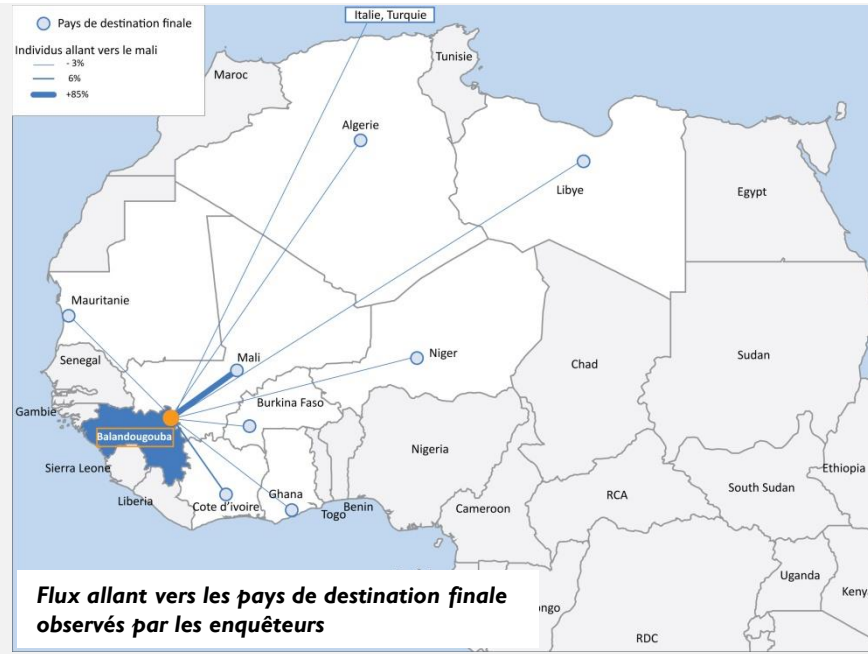 Italie, Turquie
Pays de destination finale
Individus allant vers le mali
- 3%
6%
+85%
Tunisie
Maroc
Algerie
Libye
Egypt
Mauritanie
Mali
Niger
Senegal
Chad
Sudan
Burkina Faso
Gambie
Balandougouba
Nigeria
Sierra Leone
Ethiopia
Liberia
Cote d'ivoire
Ghana
Togo
Benin
Cameroon
RCA
South Sudan
Uganda
Keny
ongo
RDC
Flux allant vers les pays de destination finale
observés par les enquêteurs